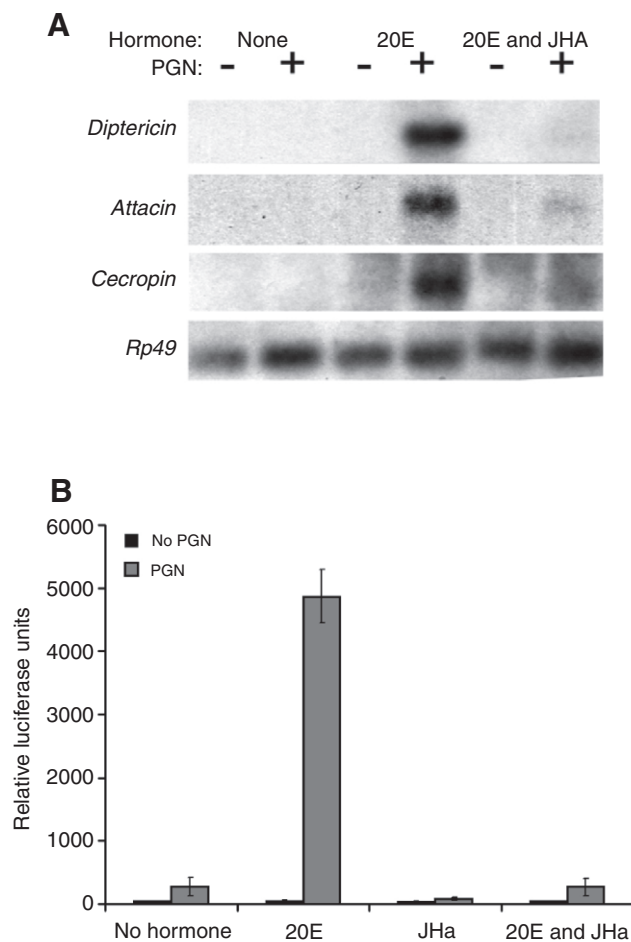 A
Hormone: None 20E 20E and JHA
PGN: - + - + - +
Diptericin
Attacin
Cecropin
Rp49
B
6000
5000
4000
3000
2000
1000
0
Relative luciferase units
No PGN
PGN
No hormone 20E JHa 20E and JHa